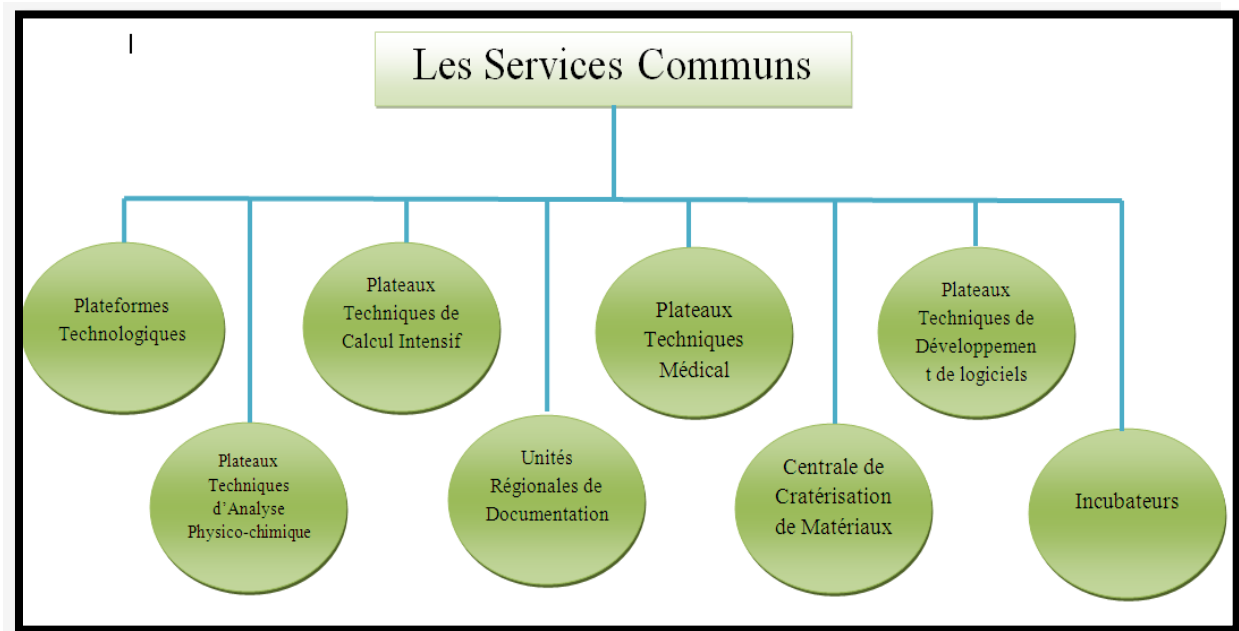 Les Services Communs
Plateformes
Technologiques
Plateaux
Techniques de
Calcul Intensif
Plateaux
Techniques
Médical
Plateaux
Techniques de
Développemen
t de logiciels
Plateaux
Techniques
d’Analyse
Physico-chimique
Unités
Régionales de
Documentation
Centrale de
Cratérisation
de Matériaux
Incubateurs